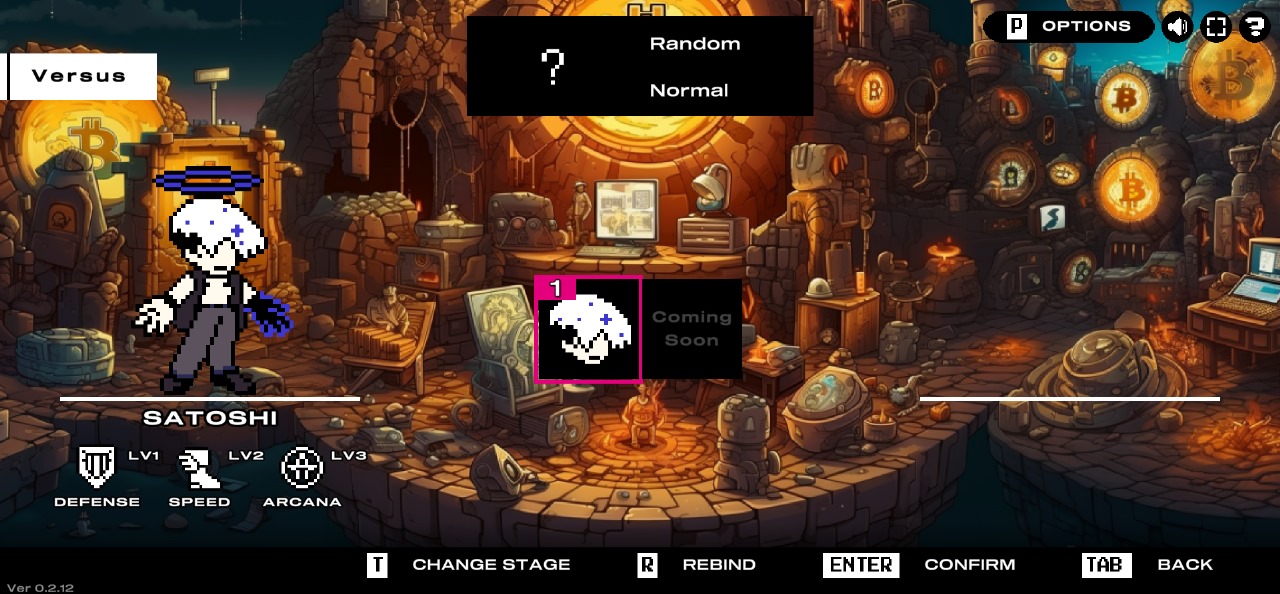 P OPTIONS
Versus
?
Random
Normal
1
Coming
Soon
SATOSHI
LV1
LV2
LV3
DEFENSE
SPEED
ARCANA
T CHANGE STAGE
R REBIND
ENTER CONFIRM
TAB BACK
Ver 0.2.12